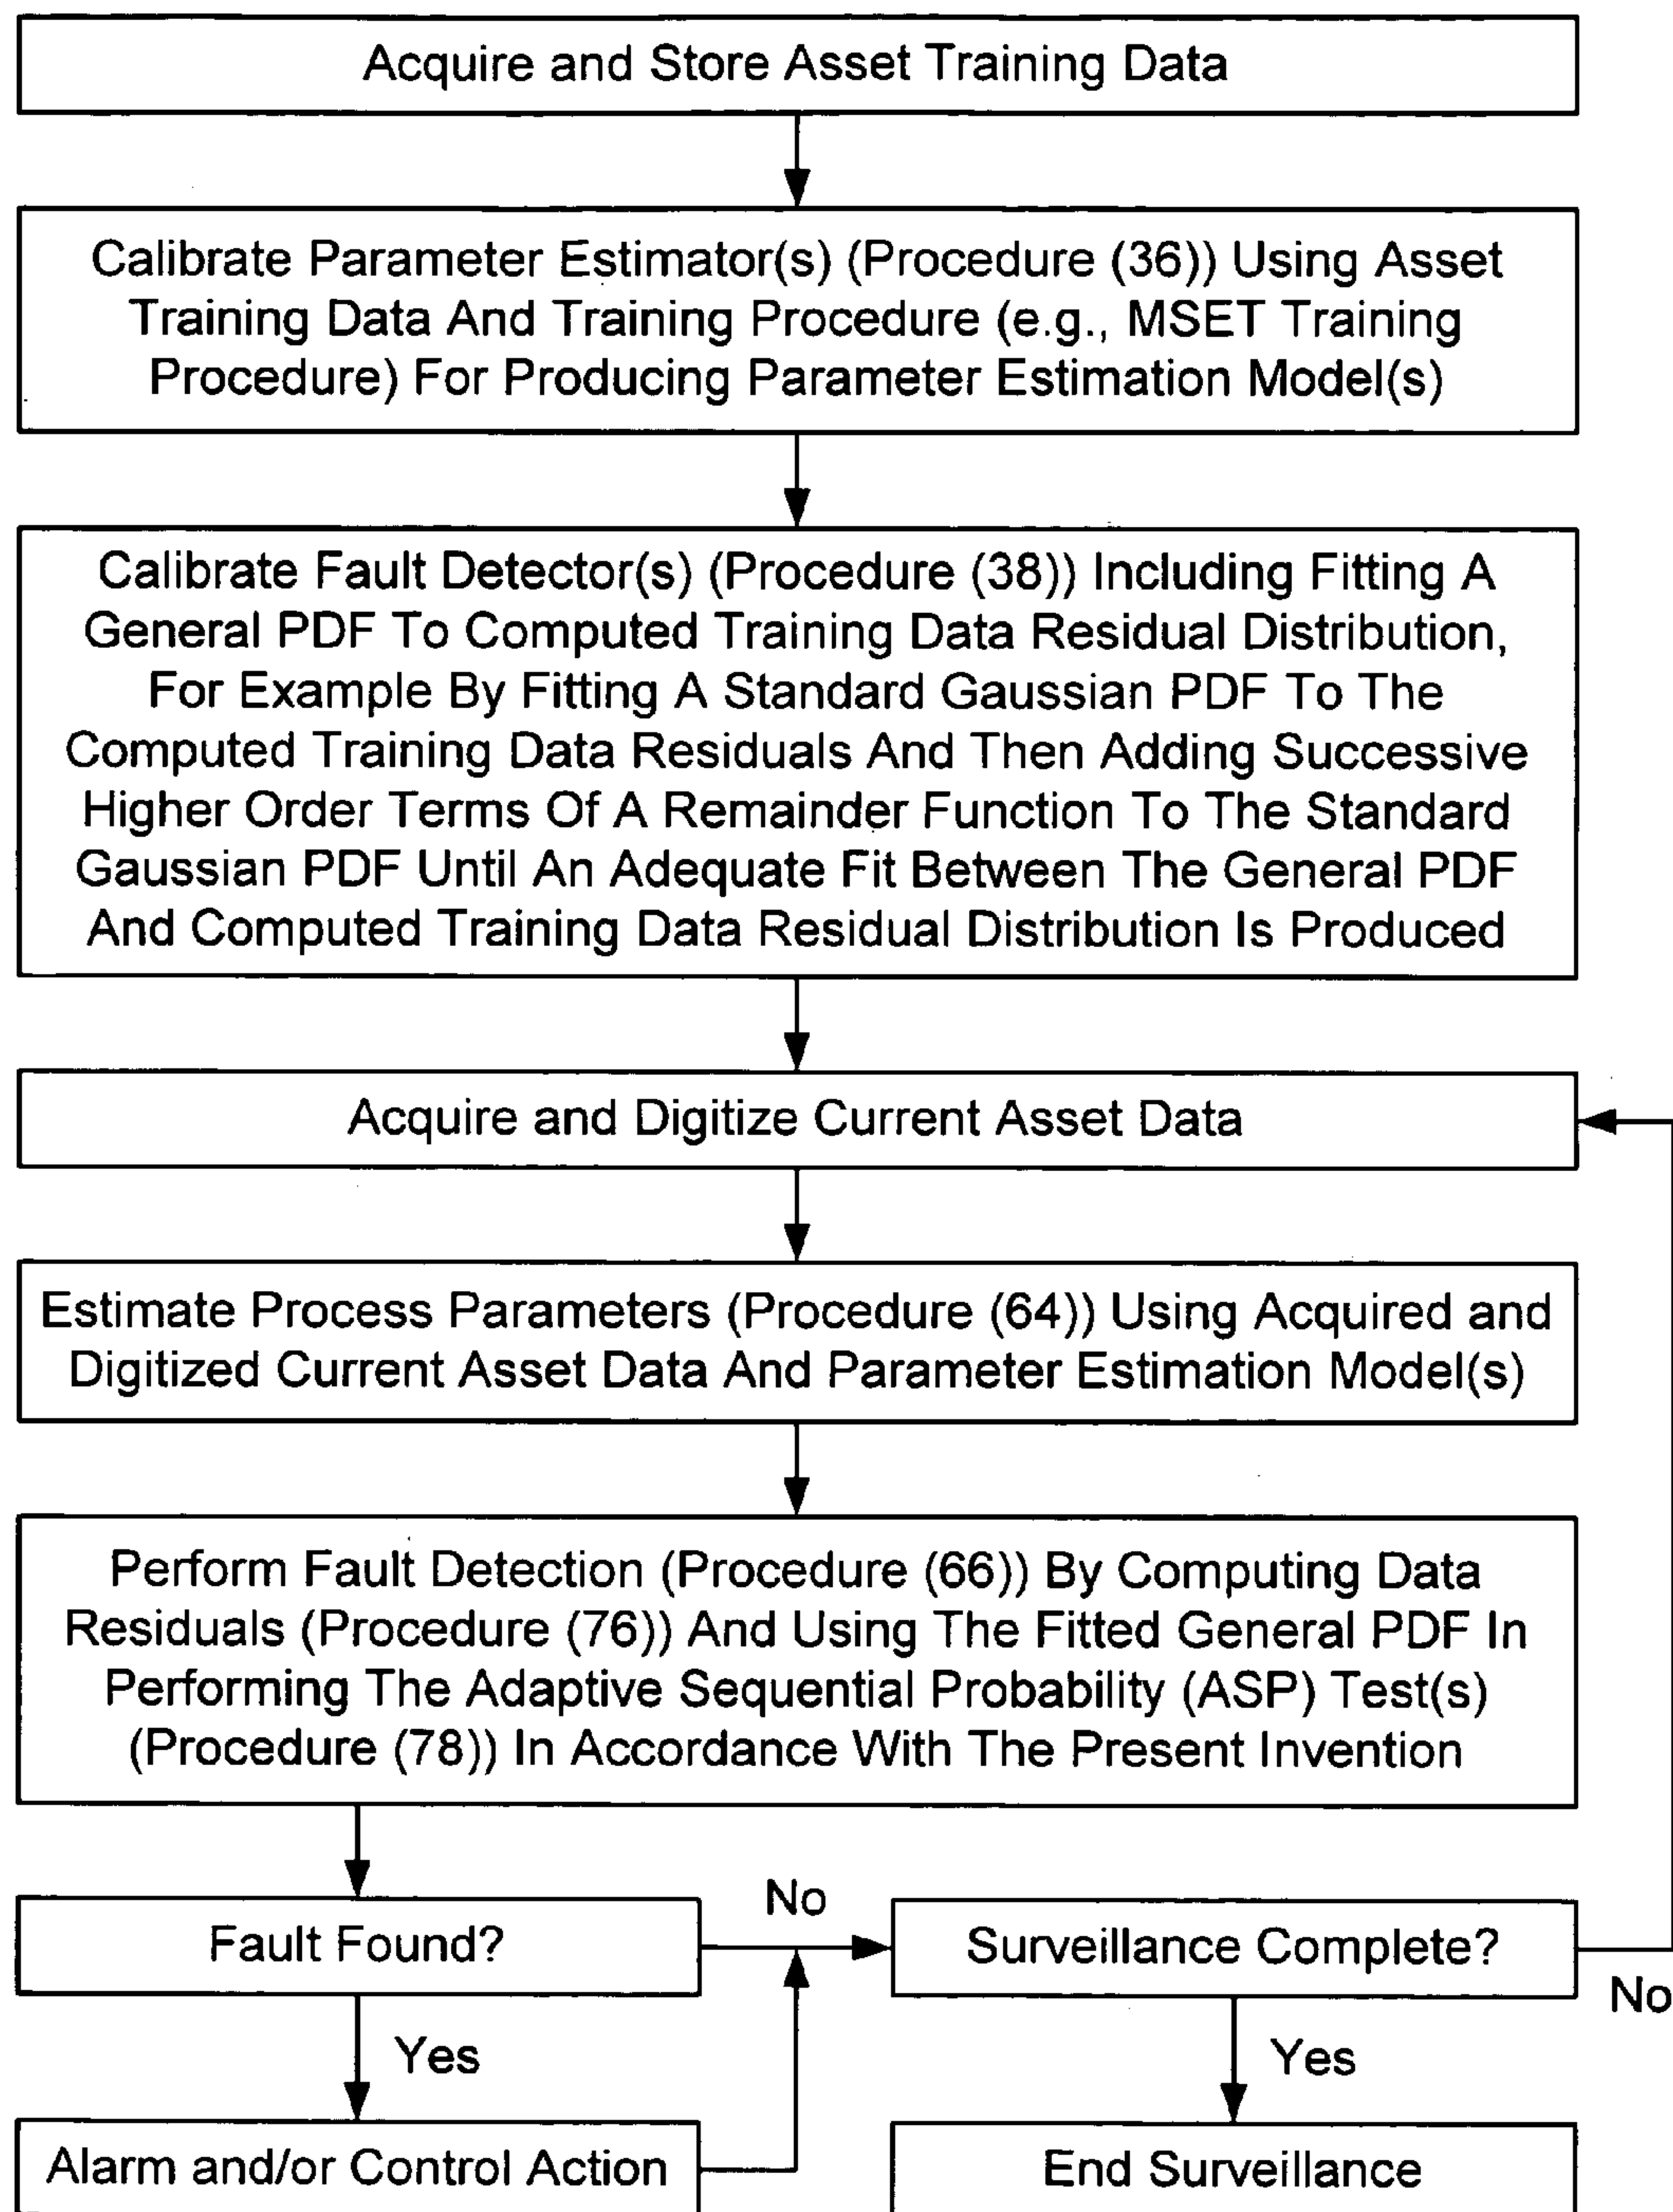 Acquire and Store Asset Training Data
Calibrate Parameter Estimator(s) (Procedure (36)) Using Asset
Training Data And Training Procedure (e.g., MSET Training
Procedure) For Producing Parameter Estimation Model(s)
Calibrate Fault Detector(s) (Procedure (38)) Including Fitting A
General PDF To Computed Training Data Residual Distribution,
For Example By Fitting A Standard Gaussian PDF To The
Computed Training Data Residuals And Then Adding Successive
Higher Order Terms Of A Remainder Function To The Standard
Gaussian PDF Until An Adequate Fit Between The General PDF
And Computed Training Data Residual Distribution Is Produced
Acquire and Digitize Current Asset Data
Estimate Process Parameters (Procedure (64)) Using Acquired and
Digitized Current Asset Data And Parameter Estimation Model(s)
Perform Fault Detection (Procedure (66)) By Computing Data
Residuals (Procedure (76)) And Using The Fitted General PDF In
Performing The Adaptive Sequential Probability (ASP) Test(s)
(Procedure (78)) In Accordance With The Present Invention
Fault Found?
No
Surveillance Complete?
No
Yes
Yes
Alarm and/or Control Action
End Surveillance